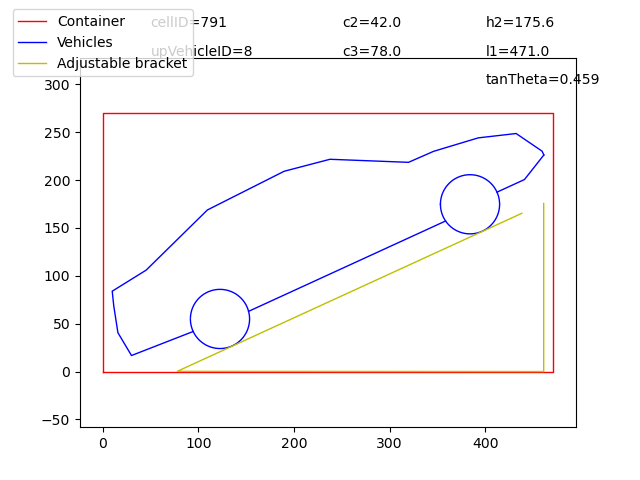 cellID=791 c2=42.0 h2=175.6
upVehicleID=8 c3=78.0 l1=471.0
tanTheta=0.459
Container
Vehicles
Adjustable bracket
300
250
200
150
100
50
0
−50
0 100 200 300 400